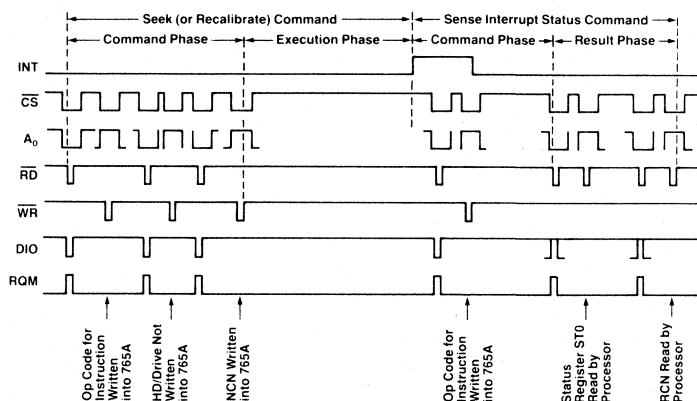 Seek (or Recalibrate) Command
Sense Interrupt Status Command
Command Phase
Execution Phase
Command Phase
Result Phase
INT
CS
A0
RD
WR
DIO
RQM
Op Code for
Instruction
Written
into 765A
HD/Drive Not
Written
into 765A
NCN Written
into 765A
Op Code for
Instruction
Written
into 765A
Status
Register ST0
Read by
Processor
RCN Read by
Processor